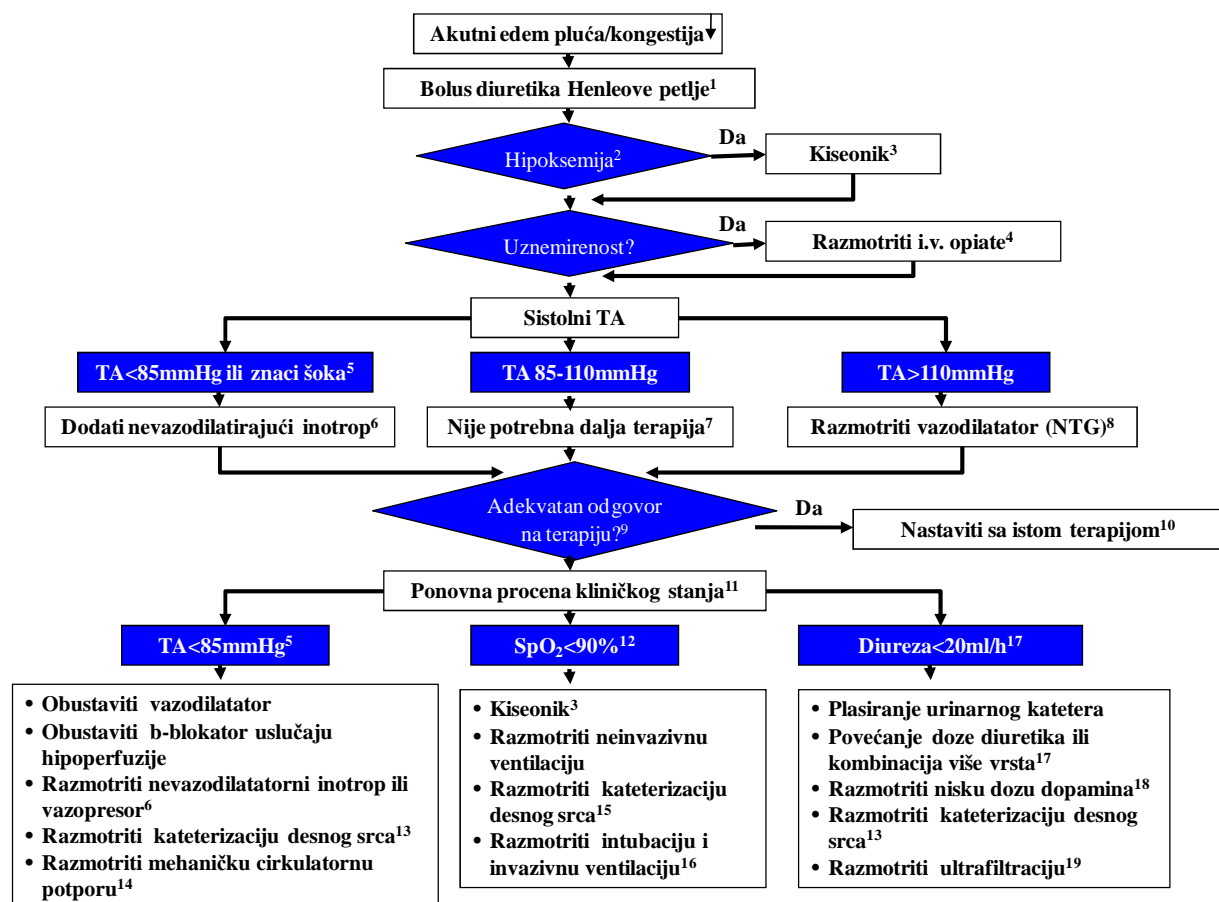 Akutni edem pluća/kongestija
Bolus diuretika Henleove petlje¹
Hipoksemija²
Da
Kiseonik³
Uznemirenost?
Da
Razmotriti i.v. opiate⁴
Sistolni TA
TA<85mmHg ili znaci šoka⁵
TA 85-110mmHg
TA>110mmHg
Dodati nevazodilatirajući inotrop⁶
Nije potrebna dalja terapija⁷
Razmotriti vazodilatator (NTG)⁸
Adekvatan odgovor
na terapiju?⁹
Da
Nastaviti sa istom terapijom¹⁰
Ponovna procena kliničkog stanja¹¹
TA<85mmHg⁵
SpO₂<90%¹²
Diureza<20ml/h¹⁷
• Obustaviti vazodilatator
• Obustaviti b-blokator uslučaju
hipoperfuzije
• Razmotriti nevazodilatatorni inotrop ili
vazopresor⁶
• Razmotriti kateterizaciju desnog srca¹³
• Razmotriti mehaničku cirkulatornu
potporu¹⁴
• Kiseonik³
• Razmotriti neinvazivnu
ventilaciju
• Razmotriti kateterizaciju
desnog srca¹⁵
• Razmotriti intubaciju i
invazivnu ventilaciju¹⁶
• Plasiranje urinarnog katetera
• Povećanje doze diuretika ili
kombinacija više vrsta¹⁷
• Razmotriti nisku dozu dopamina¹⁸
• Razmotriti kateterizaciju desnog
srca¹³
• Razmotriti ultrafiltraciju¹⁹